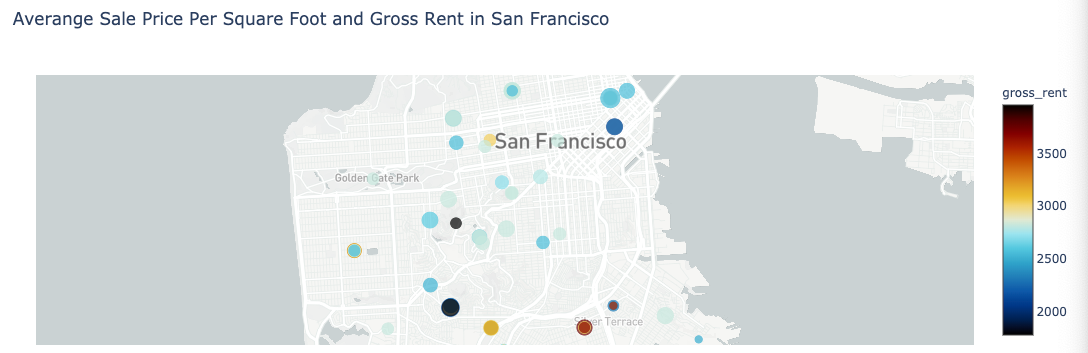 Averange Sale Price Per Square Foot and Gross Rent in San Francisco
gross_rent
San Francisco
3500
Golden Gate Park
3000
2500
2000
Silver Terrace